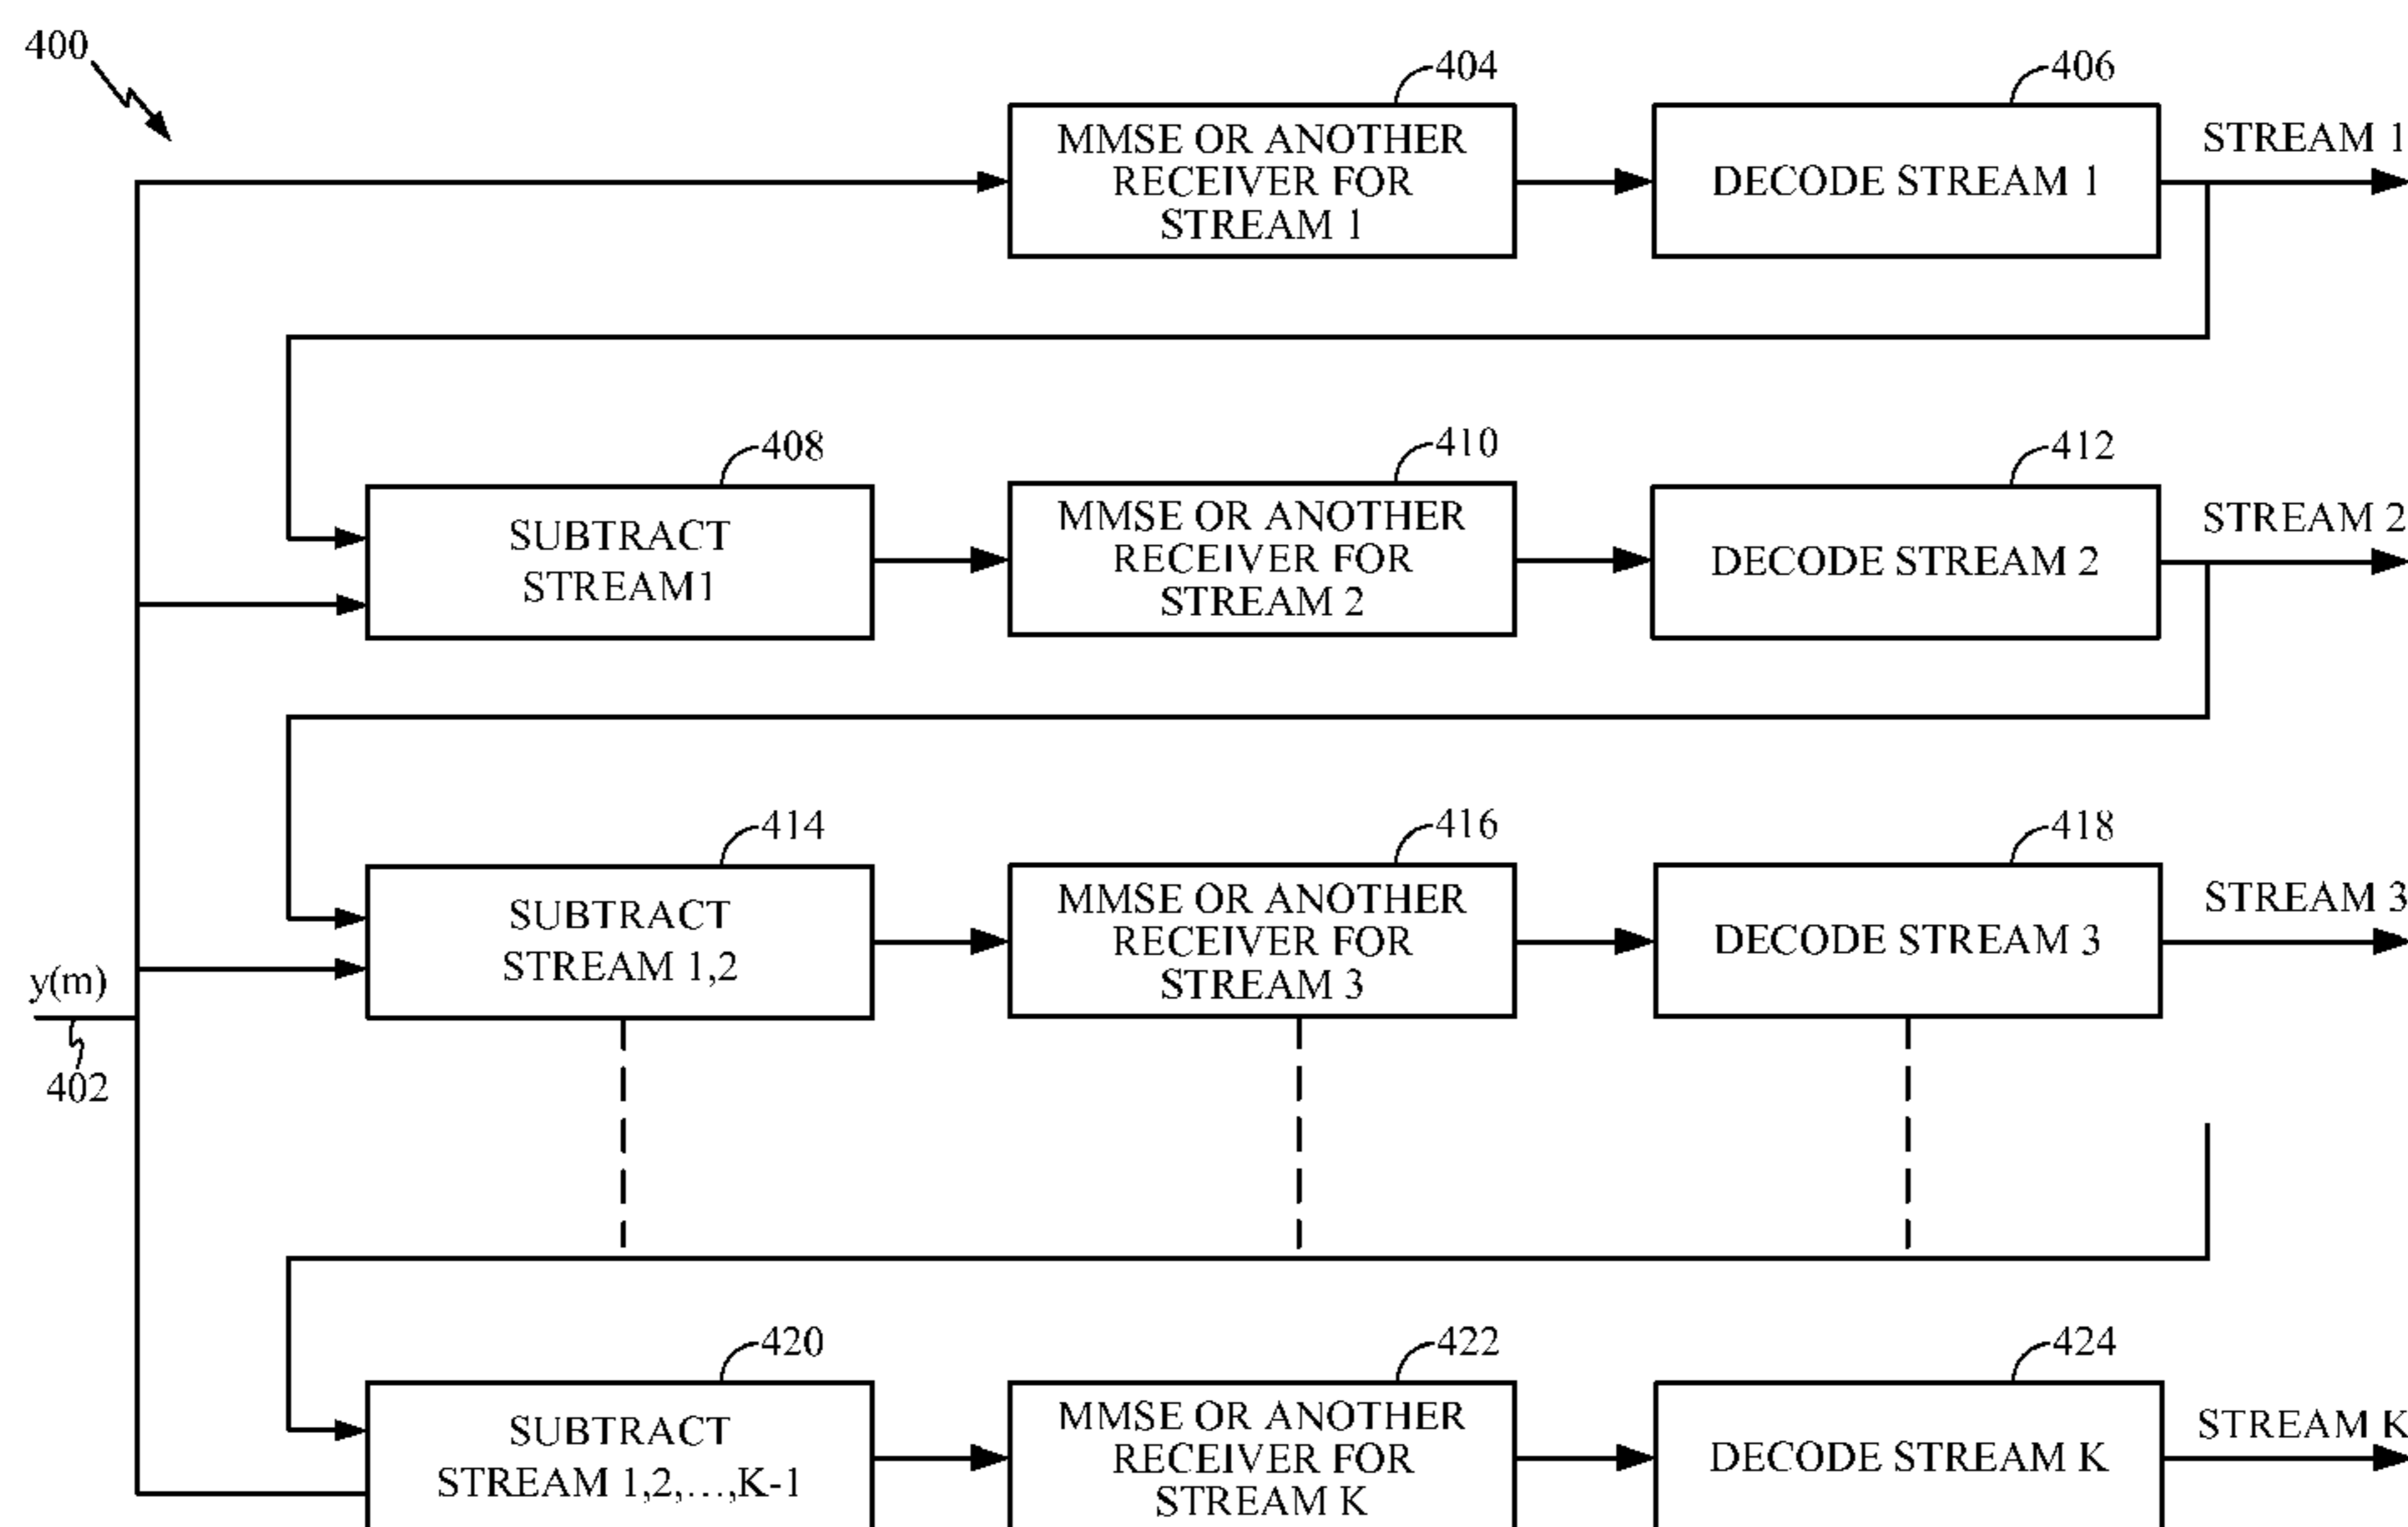 400
404
406
MMSE OR ANOTHER
RECEIVER FOR
STREAM 1
DECODE STREAM 1
STREAM 1
408
410
412
SUBTRACT
STREAM1
MMSE OR ANOTHER
RECEIVER FOR
STREAM 2
DECODE STREAM 2
STREAM 2
414
416
418
SUBTRACT
STREAM 1,2
MMSE OR ANOTHER
RECEIVER FOR
STREAM 3
DECODE STREAM 3
STREAM 3
y(m)
402
420
422
424
SUBTRACT
STREAM 1,2,...,K-1
MMSE OR ANOTHER
RECEIVER FOR
STREAM K
DECODE STREAM K
STREAM K